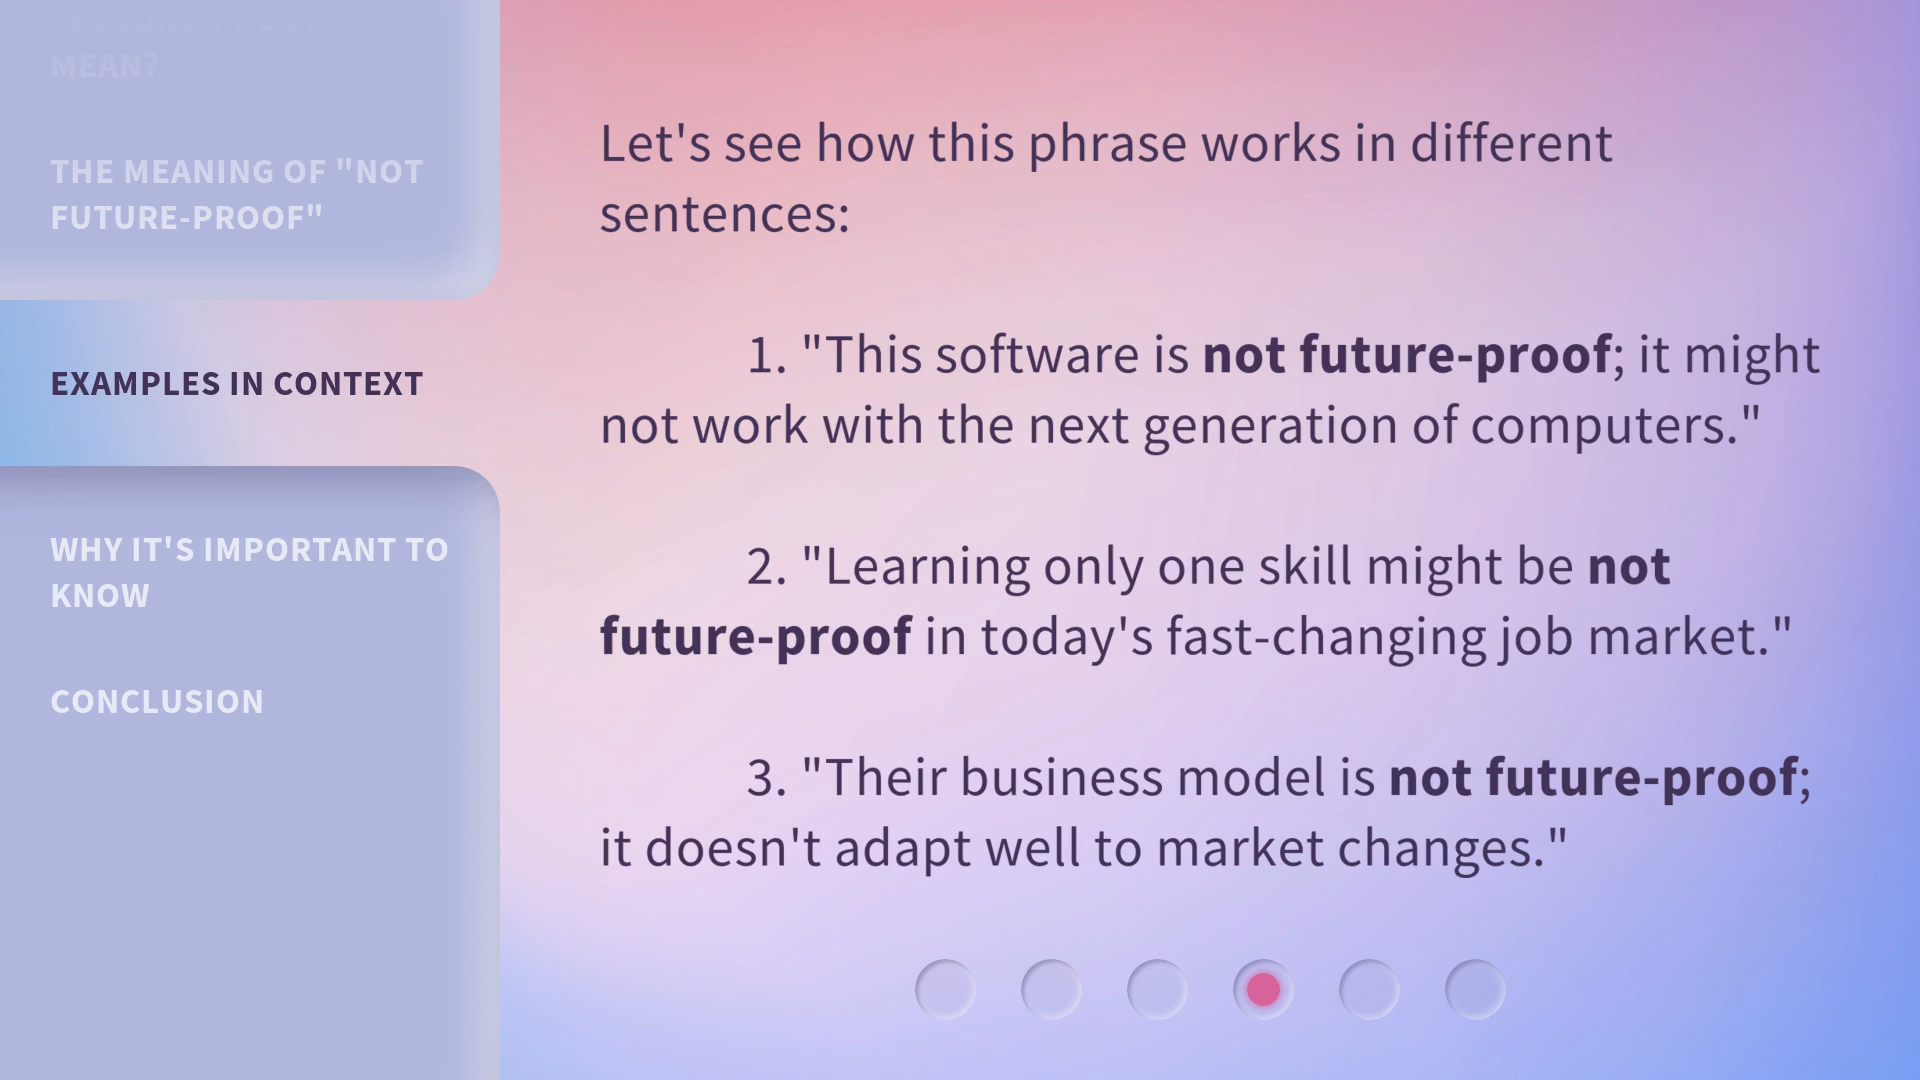 "FUTURE-PROOF"
MEAN?
THE MEANING OF "NOT
FUTURE-PROOF"
EXAMPLES IN CONTEXT
WHY IT'S IMPORTANT TO
KNOW
CONCLUSION
Let's see how this phrase works in different
sentences:
1. "This software is not future-proof; it might
not work with the next generation of computers."
2. "Learning only one skill might be not
future-proof in today's fast-changing job market."
3. "Their business model is not future-proof;
it doesn't adapt well to market changes."